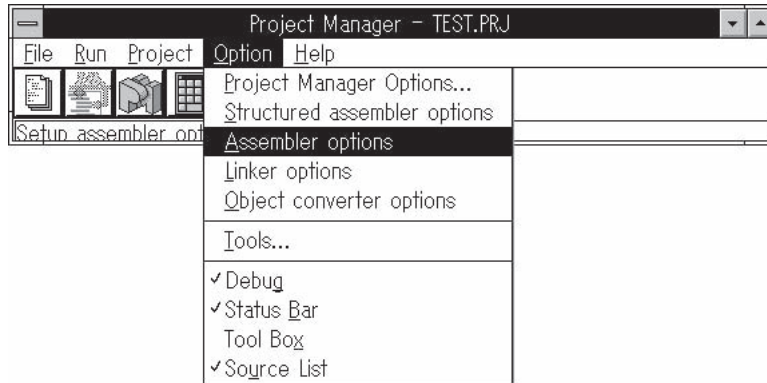 Project Manager - TEST.PRJ
File Run Project Option Help
Project Manager Options...
Structured assembler options
Setup assembler opt
Assembler options
Linker options
Object converter options
Tools...
✓Debug
✓Status Bar
Tool Box
✓Source List